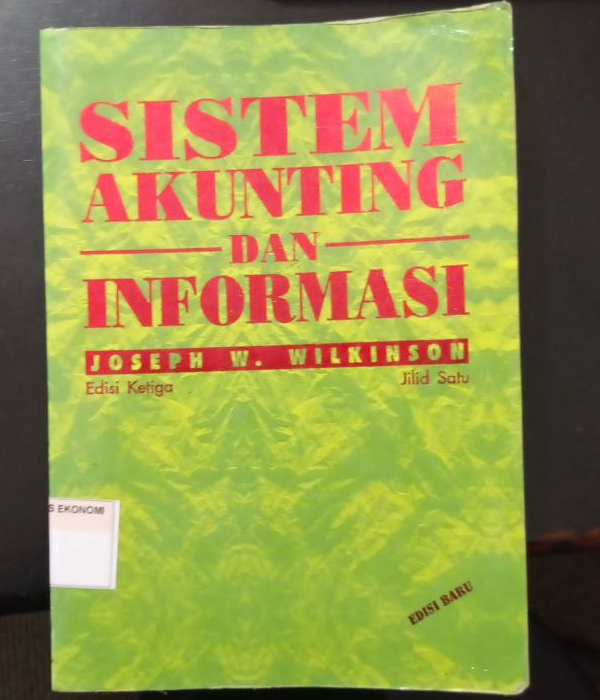 SISTEM
AKUNTING
DAN
INFORMASI
JOSEPH W. WILKINSON
Edisi Ketiga Jilid Satu
S EKONOMI
EDISI BARU